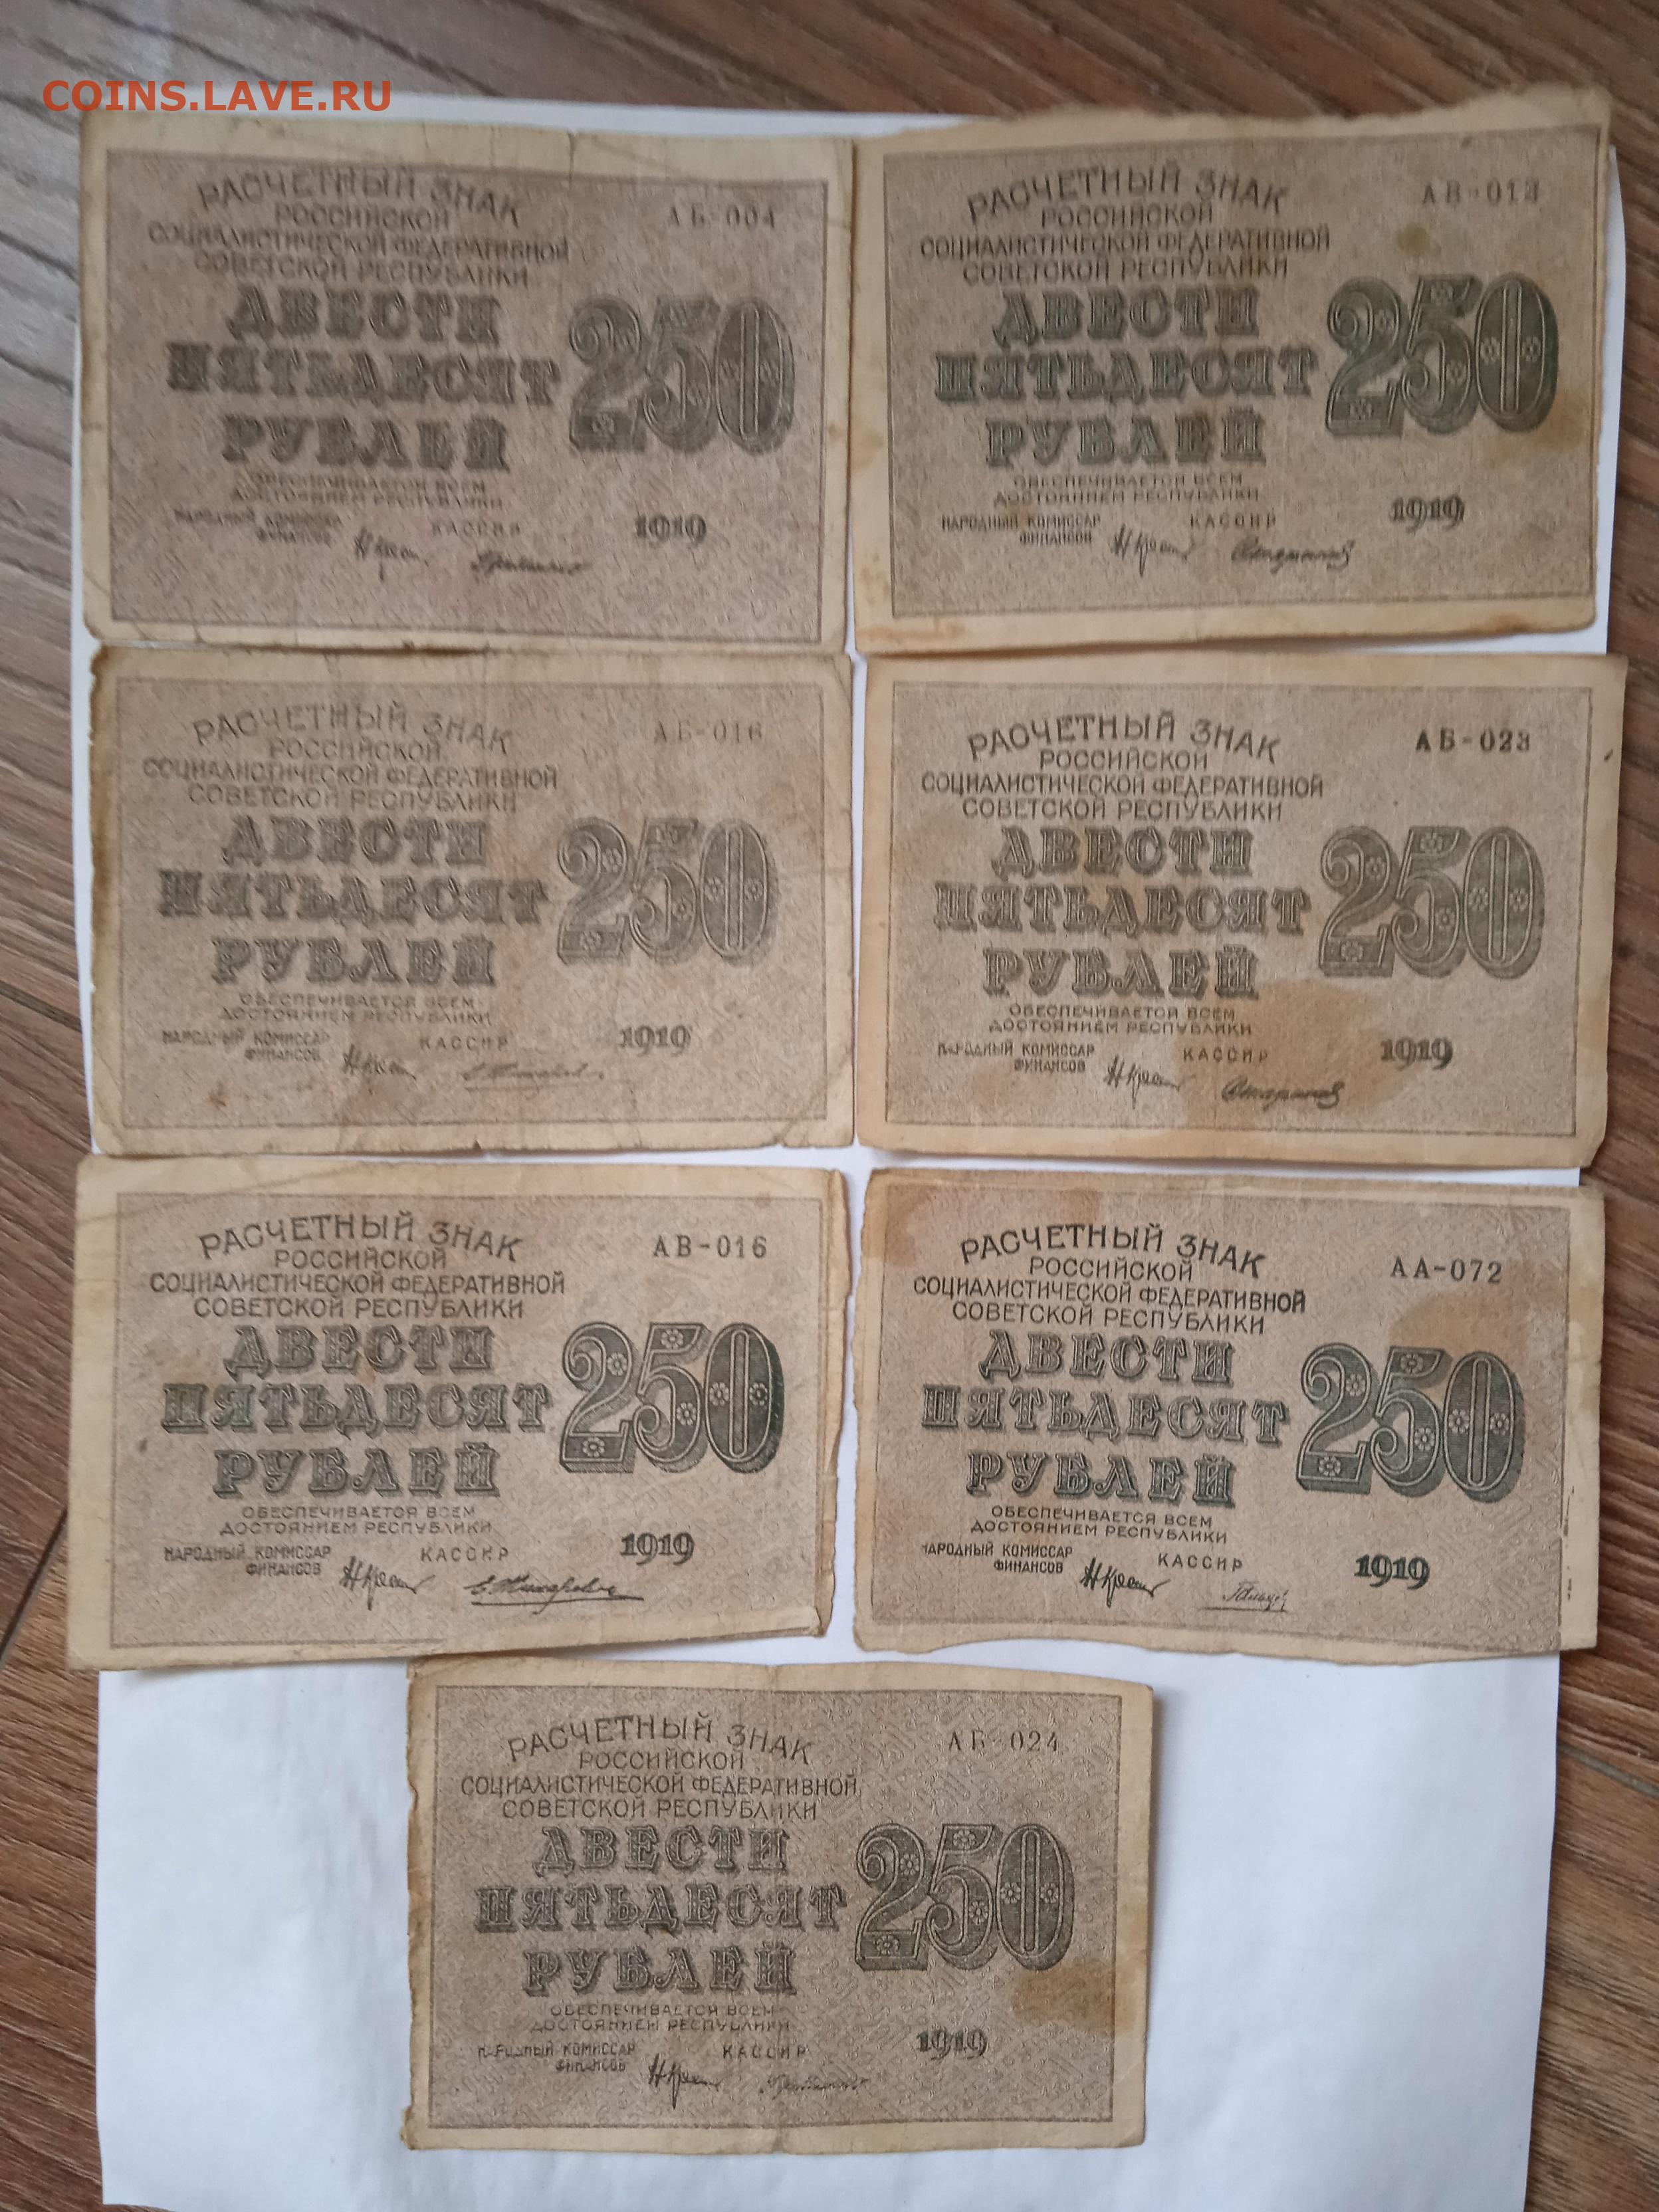 COINS.LAVE.RU
РАСЧЕТНЫЙ ЗНАК
РОССИЙСКОЙ
СОЦИАЛИСТИЧЕСКОЙ ФЕДЕРАТИВНОЙ
СОВЕТСКОЙ РЕСПУБЛИКИ
АБ-004
ДВЕСТИ
ПЯТЬДЕСЯТ
РУБЛЕЙ
250
ОБЕСПЕЧИВАЕТСЯ ВСЕМ
ДОСТОЯНИЕМ РЕСПУБЛИКИ
НАРОДНЫЙ КОМИССАР
ФИНАНСОВ
КАССИР
1919
РАСЧЕТНЫЙ ЗНАК
РОССИЙСКОЙ
СОЦИАЛИСТИЧЕСКОЙ ФЕДЕРАТИВНОЙ
СОВЕТСКОЙ РЕСПУБЛИКИ
АВ-013
ДВЕСТИ
ПЯТЬДЕСЯТ
РУБЛЕЙ
250
ОБЕСПЕЧИВАЕТСЯ ВСЕМ
ДОСТОЯНИЕМ РЕСПУБЛИКИ
НАРОДНЫЙ КОМИССАР
ФИНАНСОВ
КАССИР
1919
РАСЧЕТНЫЙ ЗНАК
РОССИЙСКОЙ
СОЦИАЛИСТИЧЕСКОЙ ФЕДЕРАТИВНОЙ
СОВЕТСКОЙ РЕСПУБЛИКИ
АБ-016
ДВЕСТИ
ПЯТЬДЕСЯТ
РУБЛЕЙ
250
ОБЕСПЕЧИВАЕТСЯ ВСЕМ
ДОСТОЯНИЕМ РЕСПУБЛИКИ
НАРОДНЫЙ КОМИССАР
ФИНАНСОВ
КАССИР
1919
РАСЧЕТНЫЙ ЗНАК
РОССИЙСКОЙ
СОЦИАЛИСТИЧЕСКОЙ ФЕДЕРАТИВНОЙ
СОВЕТСКОЙ РЕСПУБЛИКИ
АБ-023
ДВЕСТИ
ПЯТЬДЕСЯТ
РУБЛЕЙ
250
ОБЕСПЕЧИВАЕТСЯ ВСЕМ
ДОСТОЯНИЕМ РЕСПУБЛИКИ
НАРОДНЫЙ КОМИССАР
ФИНАНСОВ
КАССИР
1919
РАСЧЕТНЫЙ ЗНАК
РОССИЙСКОЙ
СОЦИАЛИСТИЧЕСКОЙ ФЕДЕРАТИВНОЙ
СОВЕТСКОЙ РЕСПУБЛИКИ
АВ-016
ДВЕСТИ
ПЯТЬДЕСЯТ
РУБЛЕЙ
250
ОБЕСПЕЧИВАЕТСЯ ВСЕМ
ДОСТОЯНИЕМ РЕСПУБЛИКИ
НАРОДНЫЙ КОМИССАР
ФИНАНСОВ
КАССИР
1919
РАСЧЕТНЫЙ ЗНАК
РОССИЙСКОЙ
СОЦИАЛИСТИЧЕСКОЙ ФЕДЕРАТИВНОЙ
СОВЕТСКОЙ РЕСПУБЛИКИ
АА-072
ДВЕСТИ
ПЯТЬДЕСЯТ
РУБЛЕЙ
250
ОБЕСПЕЧИВАЕТСЯ ВСЕМ
ДОСТОЯНИЕМ РЕСПУБЛИКИ
НАРОДНЫЙ КОМИССАР
ФИНАНСОВ
КАССИР
1919
РАСЧЕТНЫЙ ЗНАК
РОССИЙСКОЙ
СОЦИАЛИСТИЧЕСКОЙ ФЕДЕРАТИВНОЙ
СОВЕТСКОЙ РЕСПУБЛИКИ
АБ-024
ДВЕСТИ
ПЯТЬДЕСЯТ
РУБЛЕЙ
250
ОБЕСПЕЧИВАЕТСЯ ВСЕМ
ДОСТОЯНИЕМ РЕСПУБЛИКИ
НАРОДНЫЙ КОМИССАР
ФИНАНСОВ
КАССИР
1919